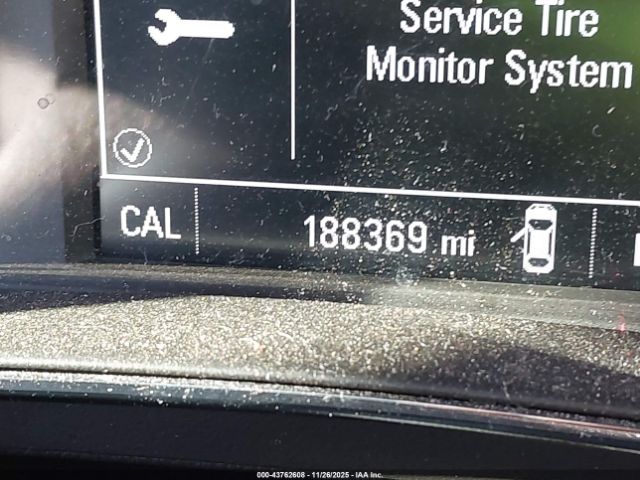 Service Tire
Monitor System
CAL
188369 mi
000-43762608 - 11/26/2025 - IAA Inc.